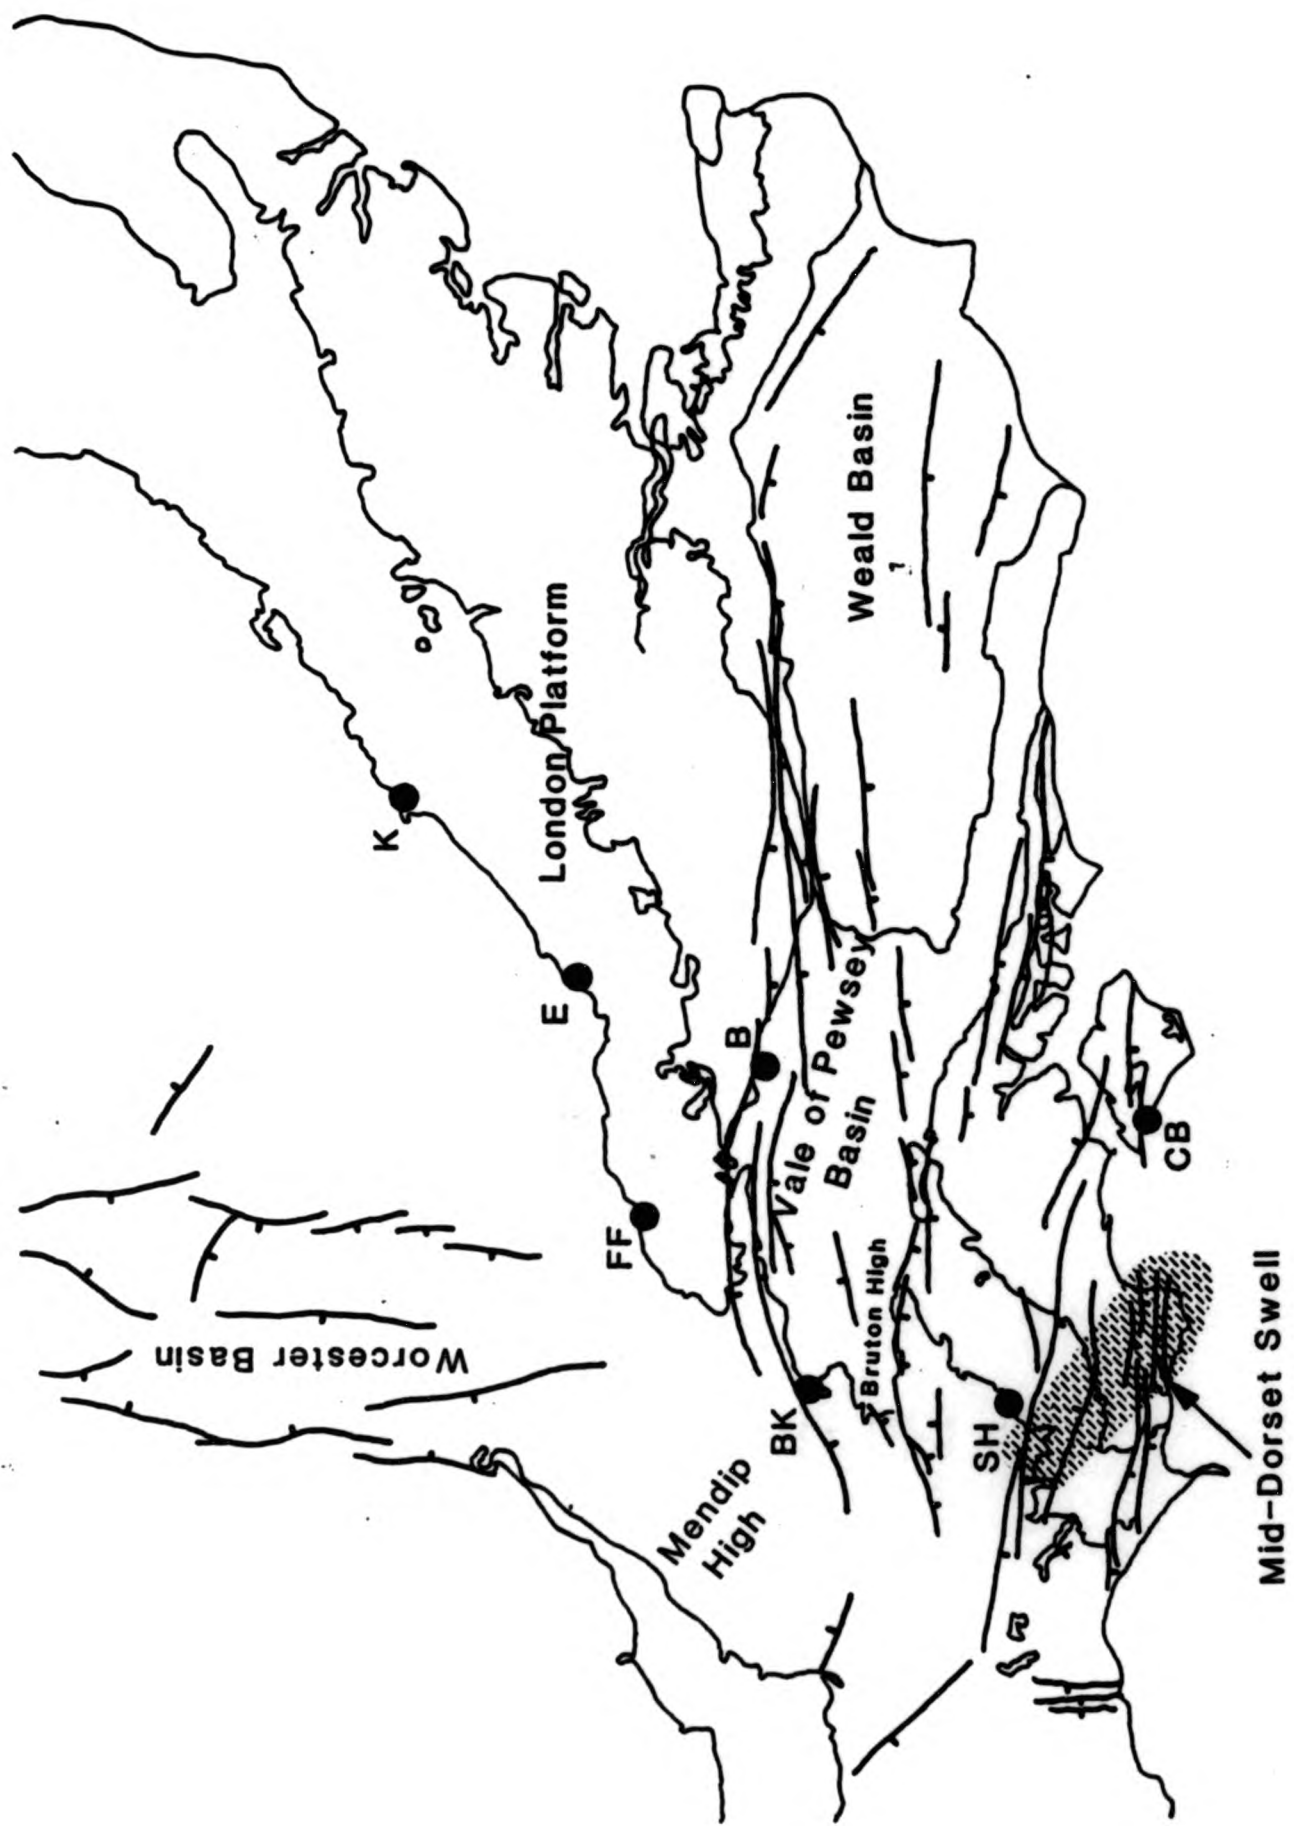 Worcester Basin
London Platform
K
E
FF
B
Weald Basin
Vale of Pewsey
Basin
Bruton High
BK
SH
CB
Mendip
High
Mid-Dorset Swell